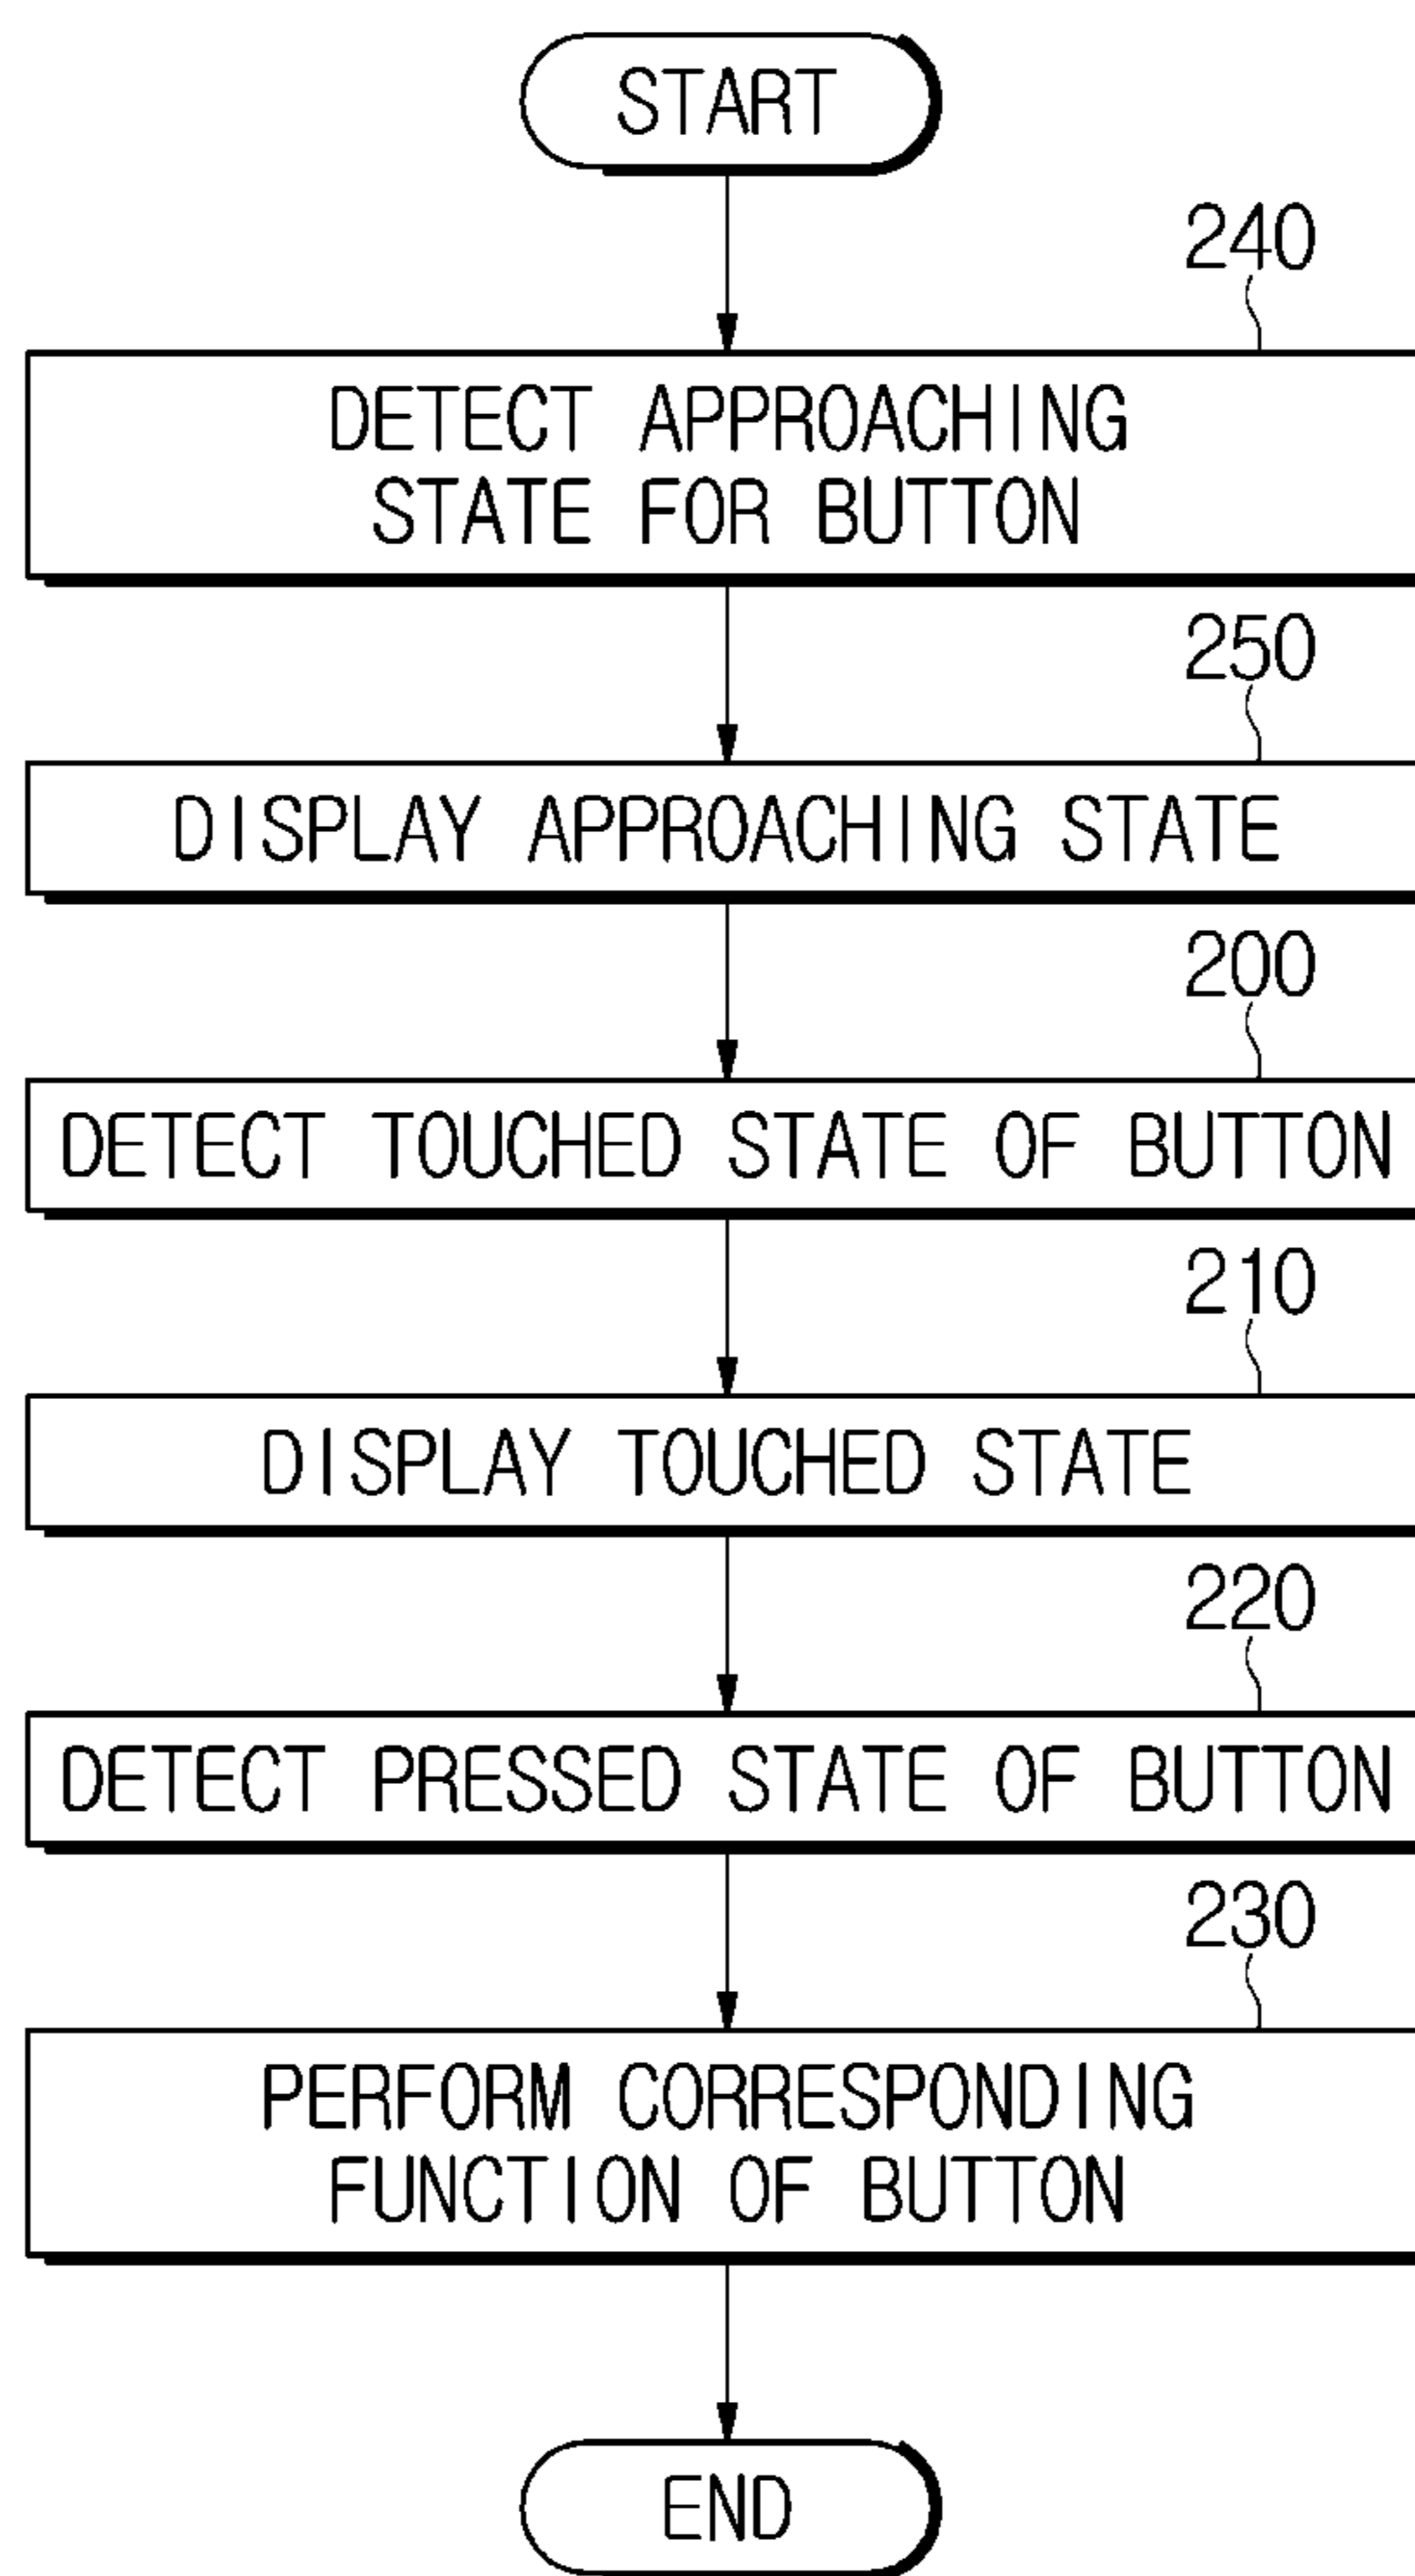 START
240
DETECT APPROACHING
STATE FOR BUTTON
250
DISPLAY APPROACHING STATE
200
DETECT TOUCHED STATE OF BUTTON
210
DISPLAY TOUCHED STATE
220
DETECT PRESSED STATE OF BUTTON
230
PERFORM CORRESPONDING
FUNCTION OF BUTTON
END